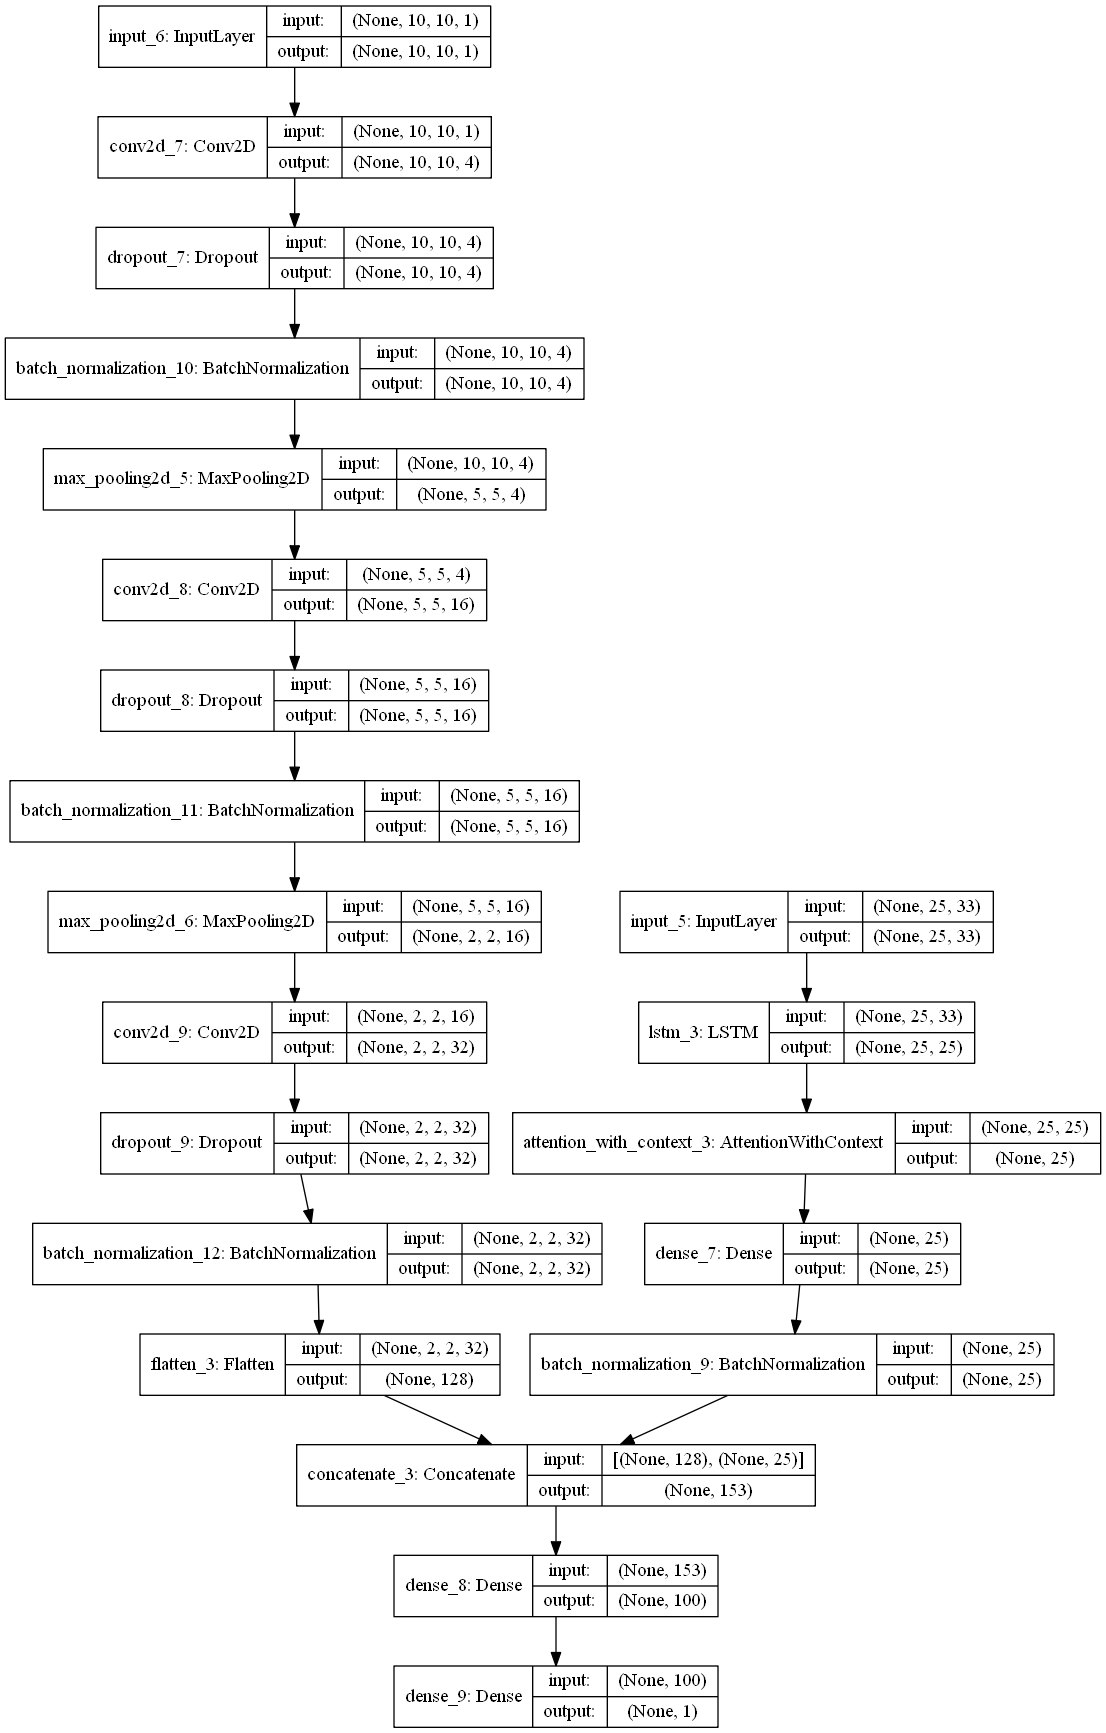 input_6: InputLayer
input: (None, 10, 10, 1)
output: (None, 10, 10, 1)
conv2d_7: Conv2D
input: (None, 10, 10, 1)
output: (None, 10, 10, 4)
dropout_7: Dropout
input: (None, 10, 10, 4)
output: (None, 10, 10, 4)
batch_normalization_10: BatchNormalization
input: (None, 10, 10, 4)
output: (None, 10, 10, 4)
max_pooling2d_5: MaxPooling2D
input: (None, 10, 10, 4)
output: (None, 5, 5, 4)
conv2d_8: Conv2D
input: (None, 5, 5, 4)
output: (None, 5, 5, 16)
dropout_8: Dropout
input: (None, 5, 5, 16)
output: (None, 5, 5, 16)
batch_normalization_11: BatchNormalization
input: (None, 5, 5, 16)
output: (None, 5, 5, 16)
max_pooling2d_6: MaxPooling2D
input: (None, 5, 5, 16)
output: (None, 2, 2, 16)
conv2d_9: Conv2D
input: (None, 2, 2, 16)
output: (None, 2, 2, 32)
dropout_9: Dropout
input: (None, 2, 2, 32)
output: (None, 2, 2, 32)
batch_normalization_12: BatchNormalization
input: (None, 2, 2, 32)
output: (None, 2, 2, 32)
flatten_3: Flatten
input: (None, 2, 2, 32)
output: (None, 128)
input_5: InputLayer
input: (None, 25, 33)
output: (None, 25, 33)
lstm_3: LSTM
input: (None, 25, 33)
output: (None, 25, 25)
attention_with_context_3: AttentionWithContext
input: (None, 25, 25)
output: (None, 25)
dense_7: Dense
input: (None, 25)
output: (None, 25)
batch_normalization_9: BatchNormalization
input: (None, 25)
output: (None, 25)
concatenate_3: Concatenate
input: [(None, 128), (None, 25)]
output: (None, 153)
dense_8: Dense
input: (None, 153)
output: (None, 100)
dense_9: Dense
input: (None, 100)
output: (None, 1)